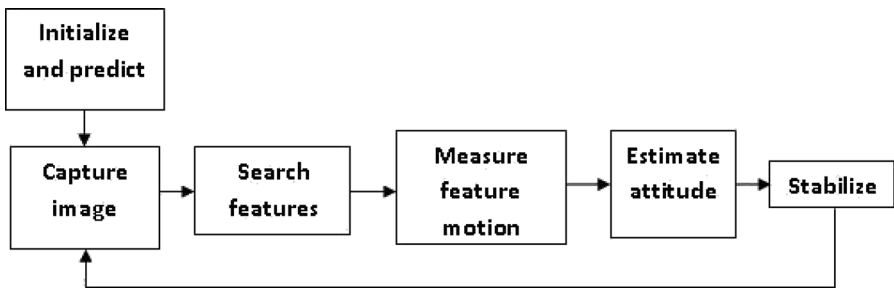 Initialize
and predict
Capture
image
Search
features
Measure
feature
motion
Estimate
attitude
Stabilize